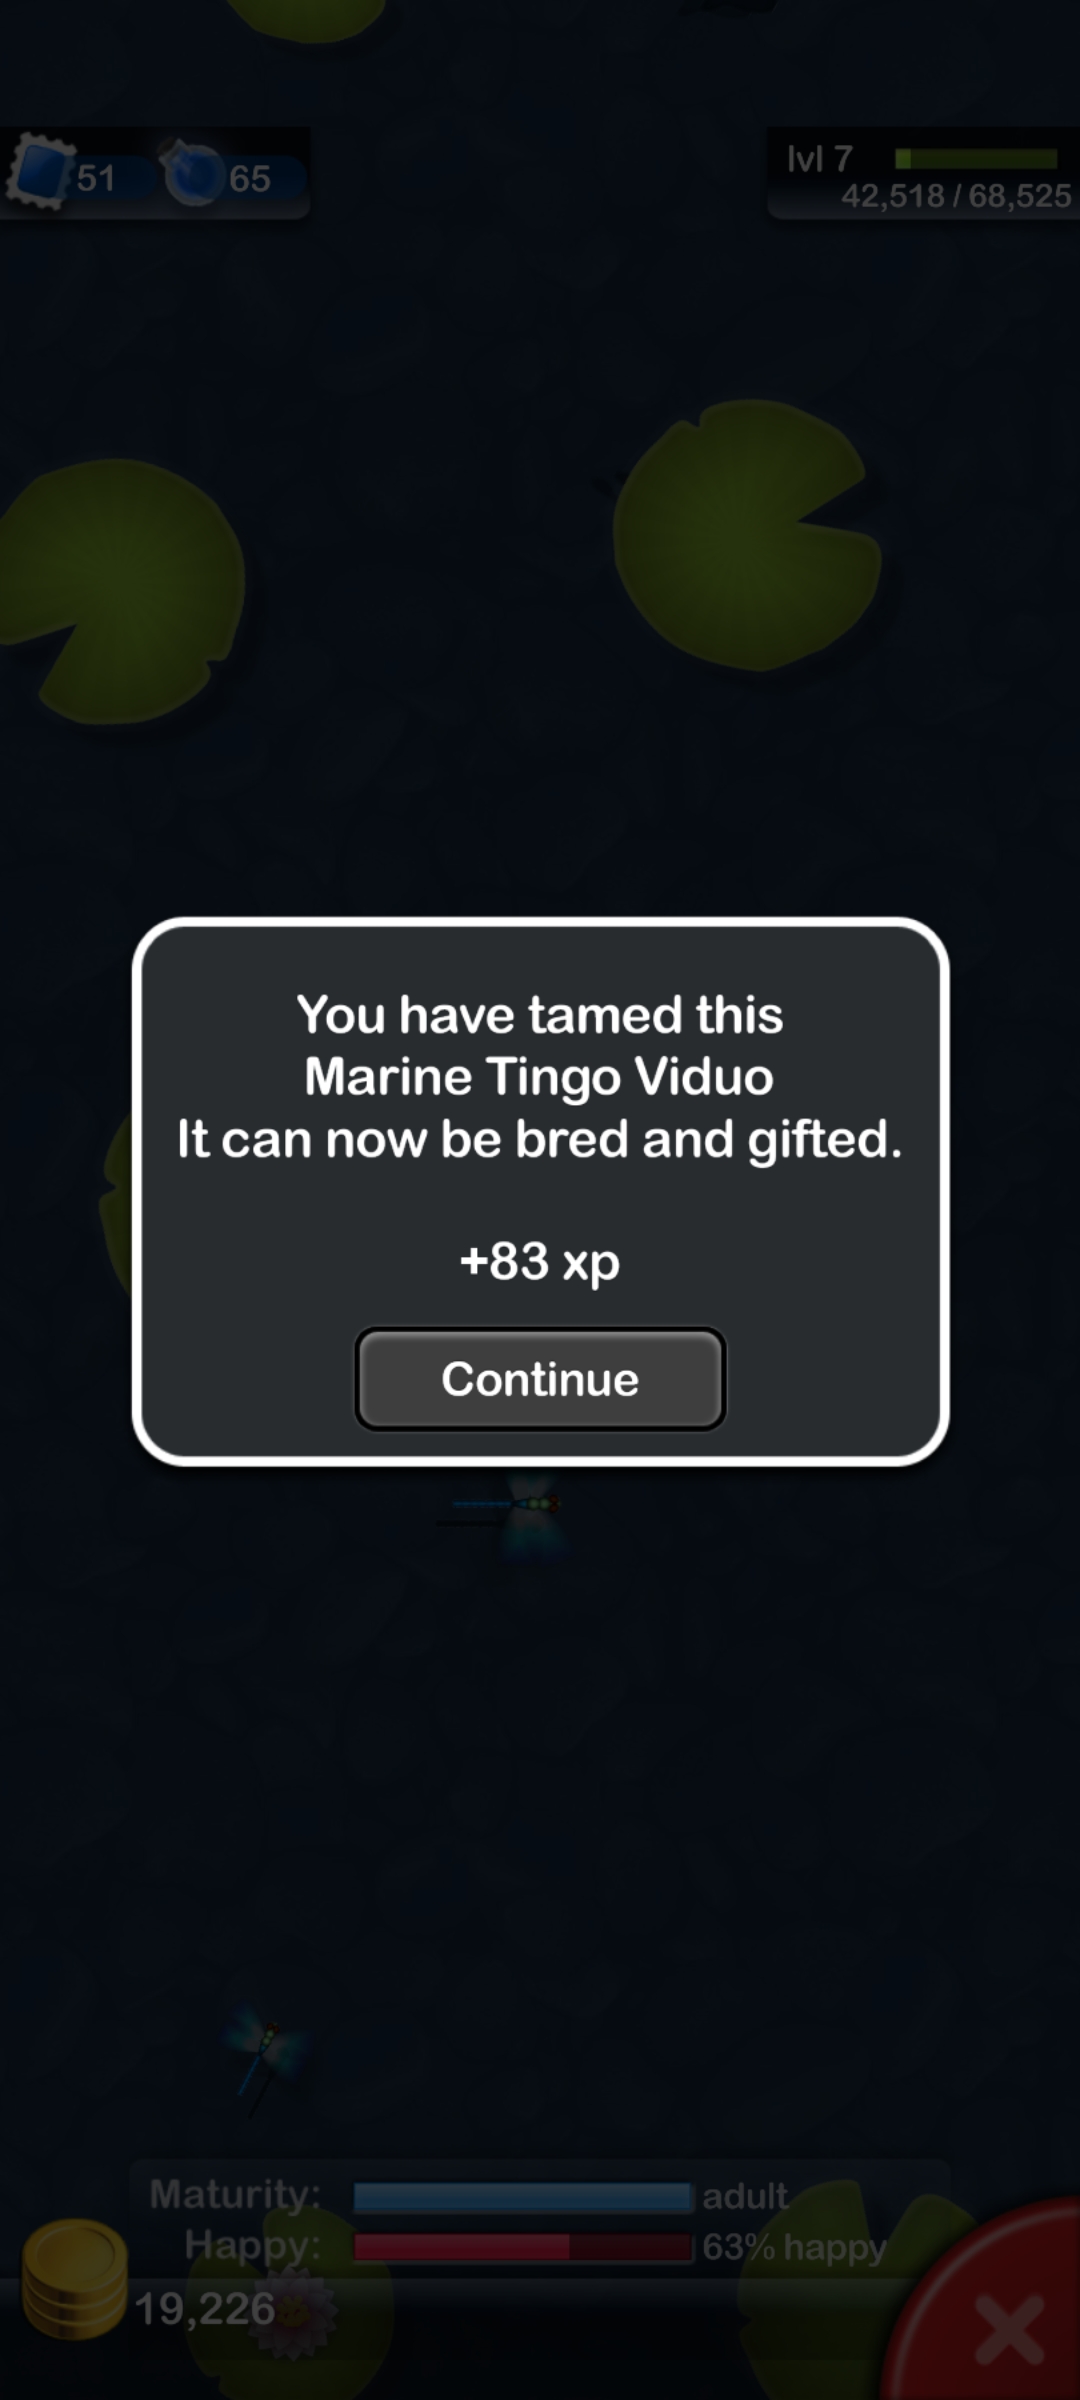 51
65
lvl 7
42,518 / 68,525
You have tamed this
Marine Tingo Viduo
It can now be bred and gifted.
+83 xp
Continue
Maturity:
adult
Happy:
63% happy
19,226